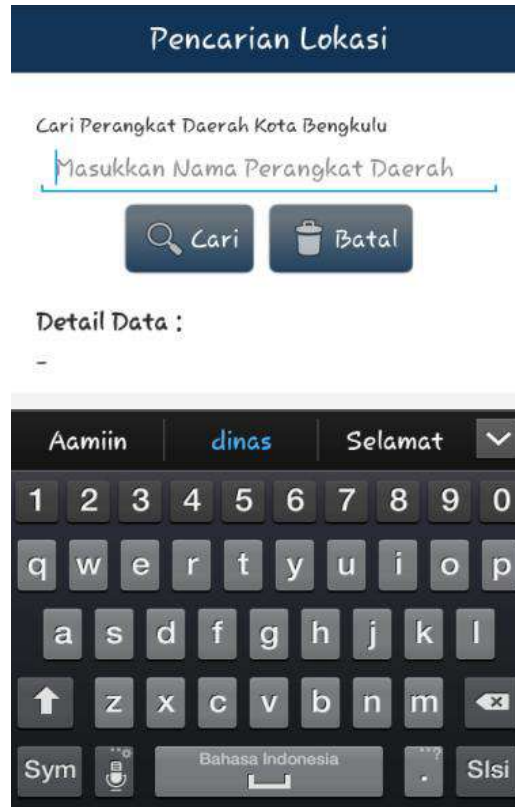 Pencarian Lokasi
Cari Perangkat Daerah Kota Bengkulu
Masukkan Nama Perangkat Daerah
Cari Batal
Detail Data :
-
Aamiin dinas Selamat
1 2 3 4 5 6 7 8 9 0
q w e r t y u i o p
a s d f g h j k l
z x c v b n m
Sym Bahasa Indonesia . ? Slsi